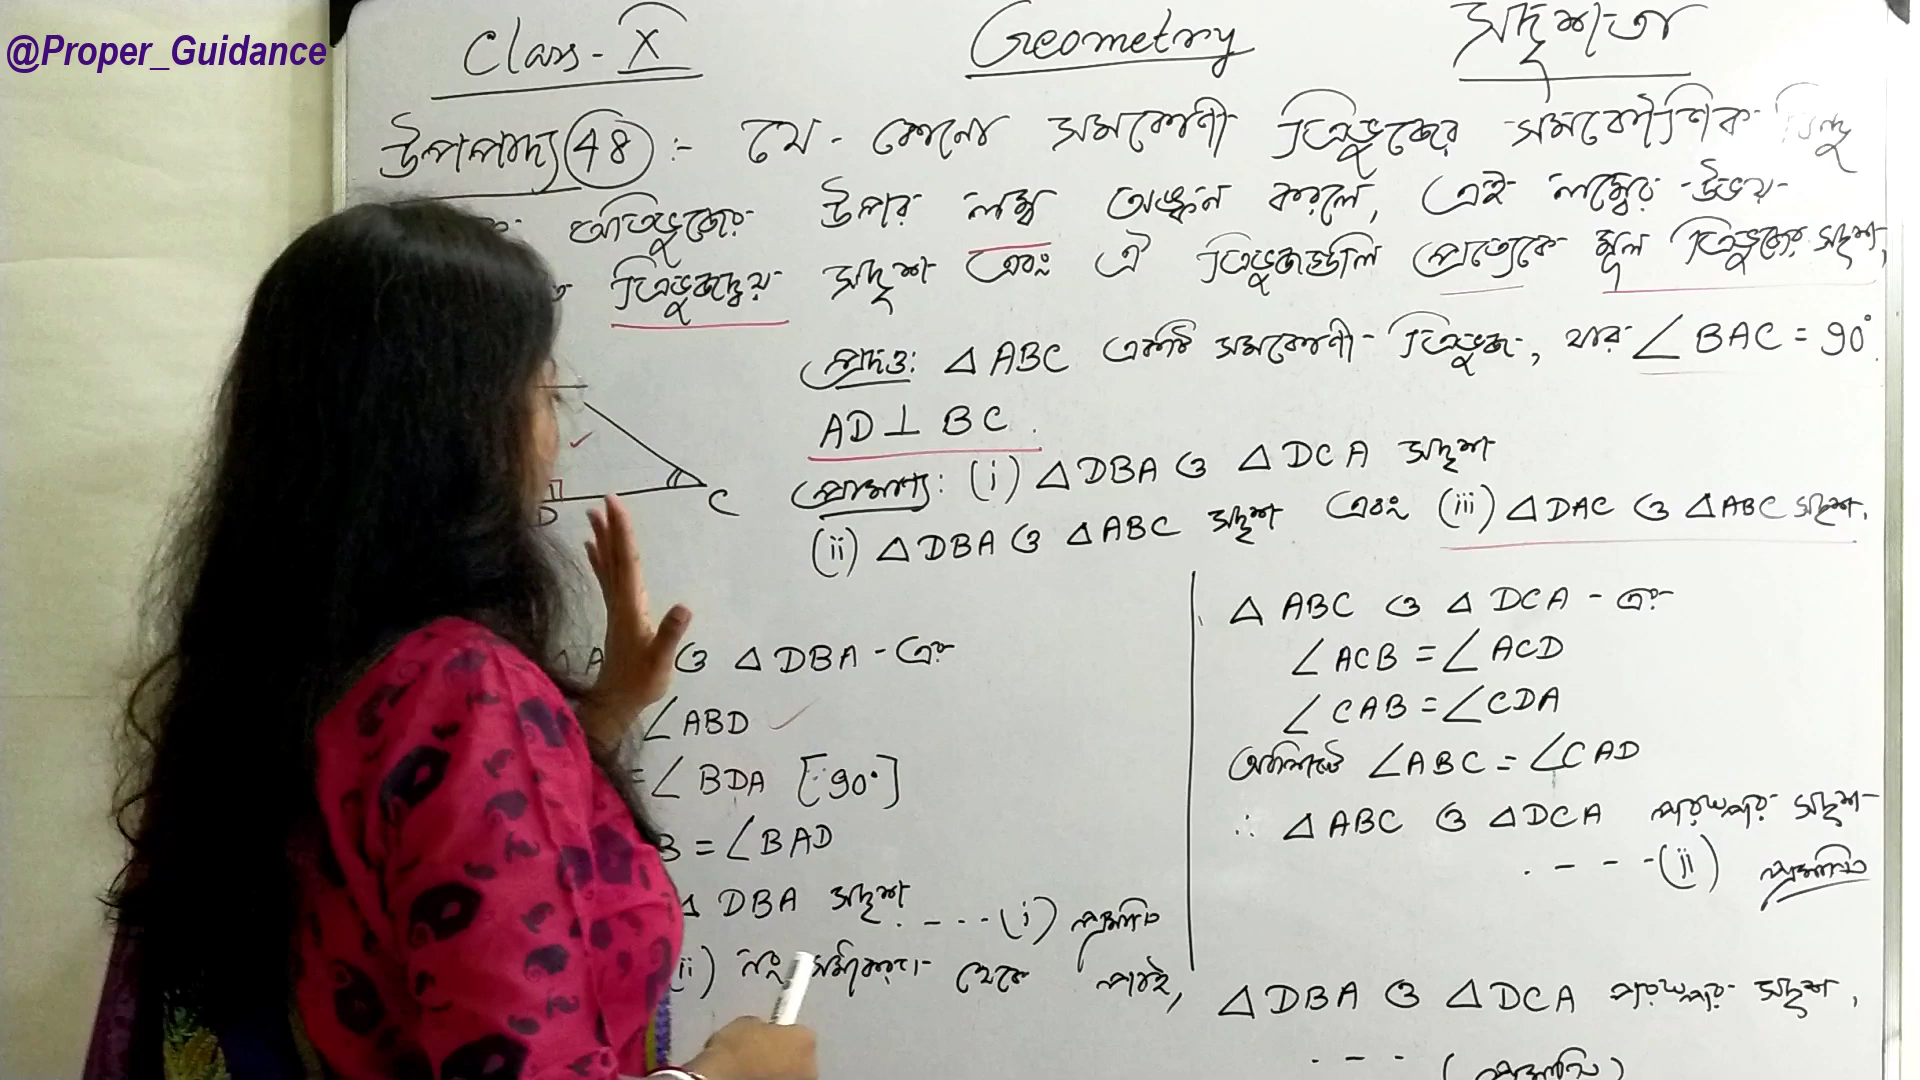 @Proper_Guidance
Class - X Geometry সদৃশতা
উপপাদ্য 48 :- যে-কোনো সমকোণী ত্রিভুজের সমকৌণিক বিন্দু
অতিভুজের উপর লম্ব অঙ্কন করলে, এই লম্বের উভয়
ত্রিভুজদ্বয় সদৃশ এবং ঐ ত্রিভুজগুলি প্রত্যেকে মূল ত্রিভুজের সদৃশ,
প্রদত্ত: △ ABC একটি সমকোণী ত্রিভুজ, যার ∠ BAC = 90°.
AD ⊥ BC.
C
D
প্রামাণ্য: (i) △ DBA ও △ DCA সদৃশ
(ii) △ DBA ও △ ABC সদৃশ এবং (iii) △ DAC ও △ ABC সদৃশ.
△ A ও △ DBA - এর
∠ABD
= ∠ BDA [∵ 90°]
B = ∠ BAD
△ DBA সদৃশ . - - - (i) প্রমাণিত
(ii) নং সমীকরণ থেকে পাই,
△ ABC ও △ DCA - এর
∠ ACB = ∠ ACD
∠ CAB = ∠ CDA
অবশিষ্ট ∠ ABC = ∠ CAD
∴ △ ABC ও △ DCA পরস্পর সদৃশ
. - - - (ii) প্রমাণিত
△ DBA ও △ DCA পরস্পর সদৃশ,
. - - - (প্রমাণিত)